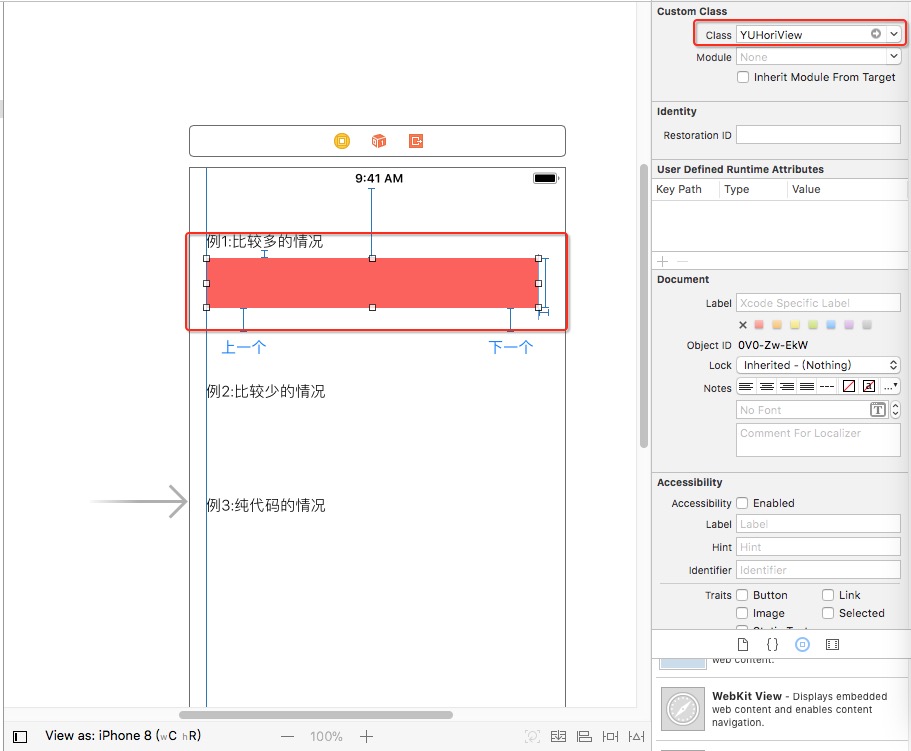 Custom Class
Class YUHoriView
Module None
Inherit Module From Target
Identity
Restoration ID
User Defined Runtime Attributes
Key Path Type Value
Document
Label Xcode Specific Label
Object ID 0V0-Zw-EkW
Lock Inherited - (Nothing)
Notes
No Font
Comment For Localizer
Accessibility
Accessibility Enabled
Label Label
Hint Hint
Identifier Identifier
Traits Button Link
Image Selected
web content.
WebKit View - Displays embedded
web content and enables content
navigation.
9:41 AM
例1:比较多的情况
上一个 下一个
例2:比较少的情况
例3:纯代码的情况
View as: iPhone 8 (wC hR)
100%